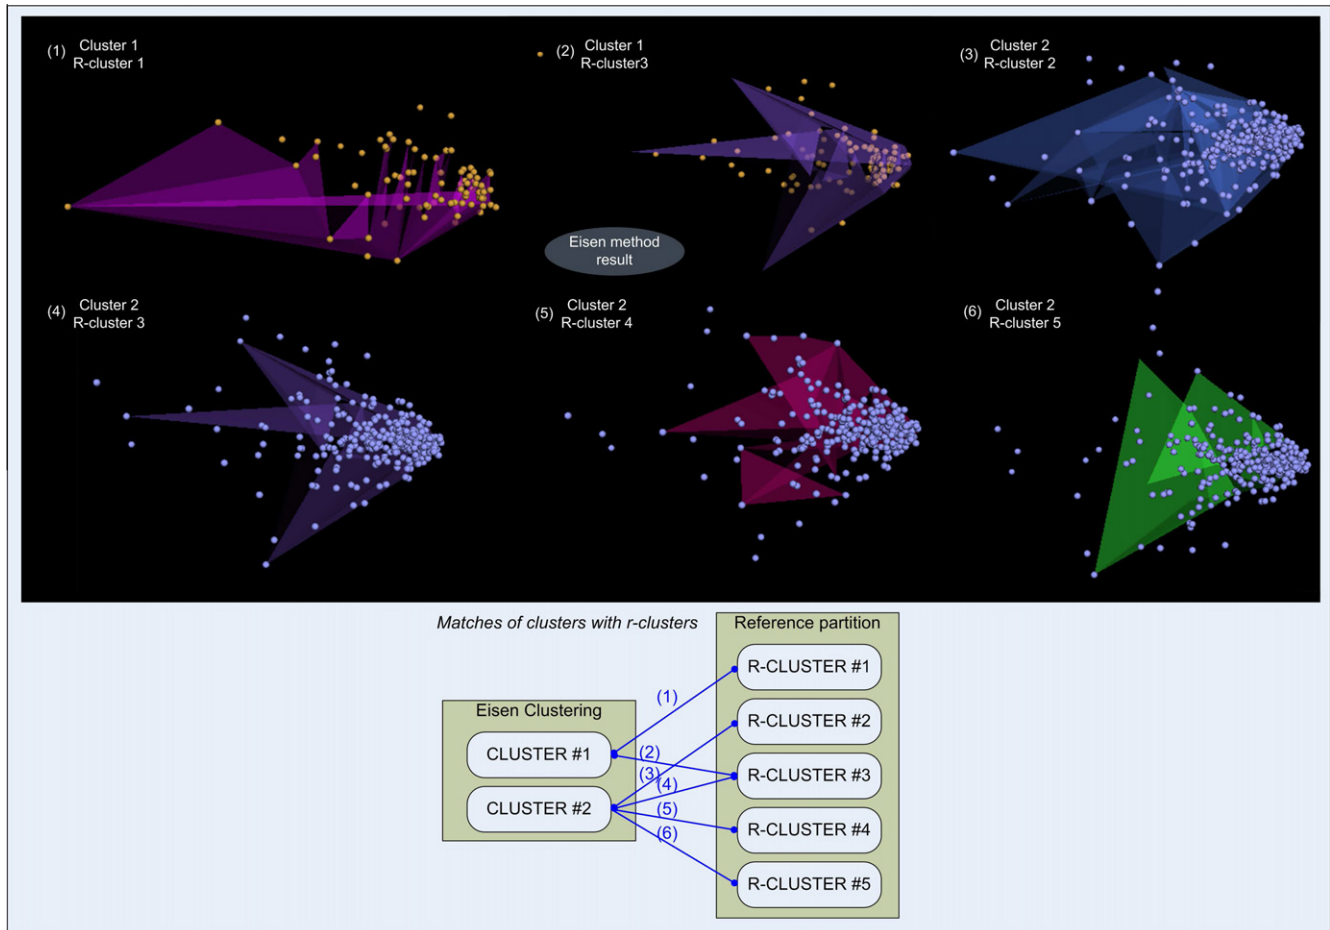 (1) Cluster 1
R-cluster 1
(2) Cluster 1
R-cluster3
(3) Cluster 2
R-cluster 2
Eisen method
result
(4) Cluster 2
R-cluster 3
(5) Cluster 2
R-cluster 4
(6) Cluster 2
R-cluster 5
Matches of clusters with r-clusters
Reference partition
R-CLUSTER #1
(1)
Eisen Clustering
R-CLUSTER #2
CLUSTER #1
(2)
(3)
R-CLUSTER #3
(4)
CLUSTER #2
(5)
R-CLUSTER #4
(6)
R-CLUSTER #5